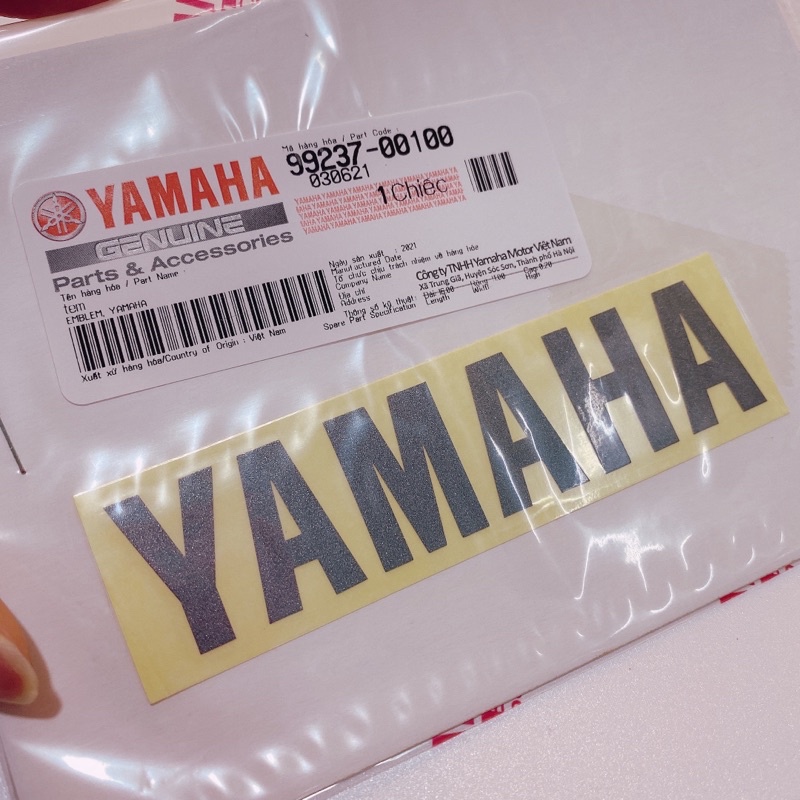 Mã hàng hóa / Part Code :
99237-00100
030621
1 Chiếc
YAMAHA
GENUINE
Parts & Accessories
Tên hàng hóa / Part Name :
tem
EMBLEM, YAMAHA
Xuất xứ hàng hóa/Country of Origin : Việt Nam
Ngày sản xuất : 2021
Manufactured Date
Tổ chức chịu trách nhiệm về hàng hóa
Company Name
Công ty TNHH Yamaha Motor Việt Nam
Địa chỉ
Address
Xã Trung Giã, Huyện Sóc Sơn, Thành phố Hà Nội
Thông số kỹ thuật:
Spare Part Specification
Length
Width
High
YAMAHA